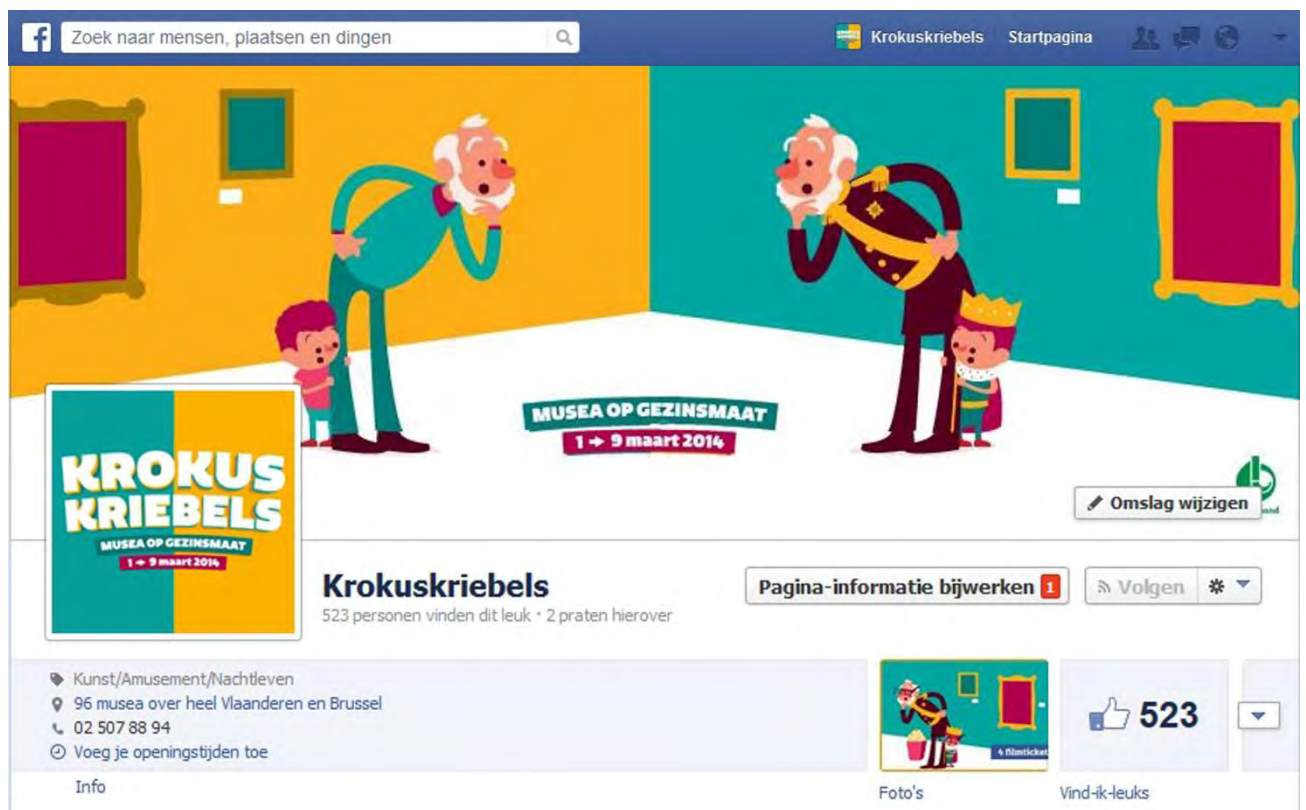 Zoek naar mensen, plaatsen en dingen
Krokuskriebels
Startpagina
MUSEA OP GEZINSMAAT
1 → 9 maart 2014
Omslag wijzigen
KROKUS
KRIEBELS
MUSEA OP GEZINSMAAT
1 → 9 maart 2014
Krokuskriebels
523 personen vinden dit leuk · 2 praten hierover
Pagina-informatie bijwerken 1
Volgen
Kunst/Amusement/Nachtleven
96 musea over heel Vlaanderen en Brussel
02 507 88 94
Voeg je openingstijden toe
Info
4 filmticket
Foto's
523
Vind-ik-leuks